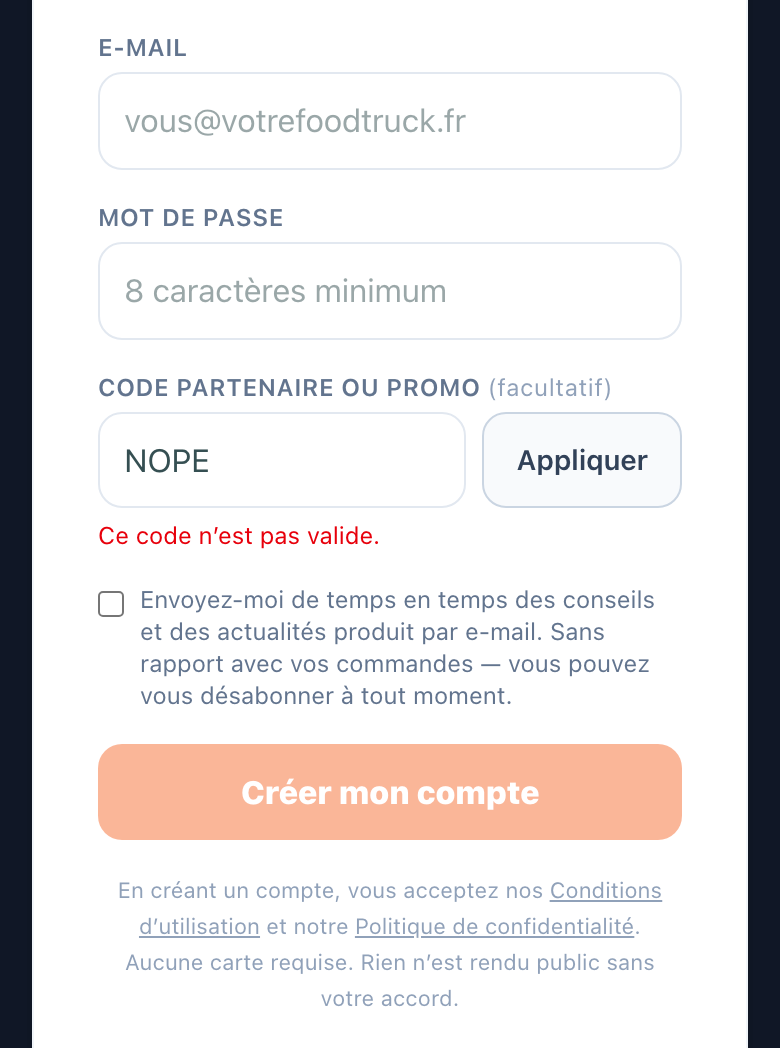 E-MAIL
vous@votrefoodtruck.fr
MOT DE PASSE
8 caractères minimum
CODE PARTENAIRE OU PROMO (facultatif)
NOPE
Appliquer
Ce code n’est pas valide.
Envoyez-moi de temps en temps des conseils
et des actualités produit par e-mail. Sans
rapport avec vos commandes — vous pouvez
vous désabonner à tout moment.
Créer mon compte
En créant un compte, vous acceptez nos Conditions
d’utilisation et notre Politique de confidentialité.
Aucune carte requise. Rien n’est rendu public sans
votre accord.